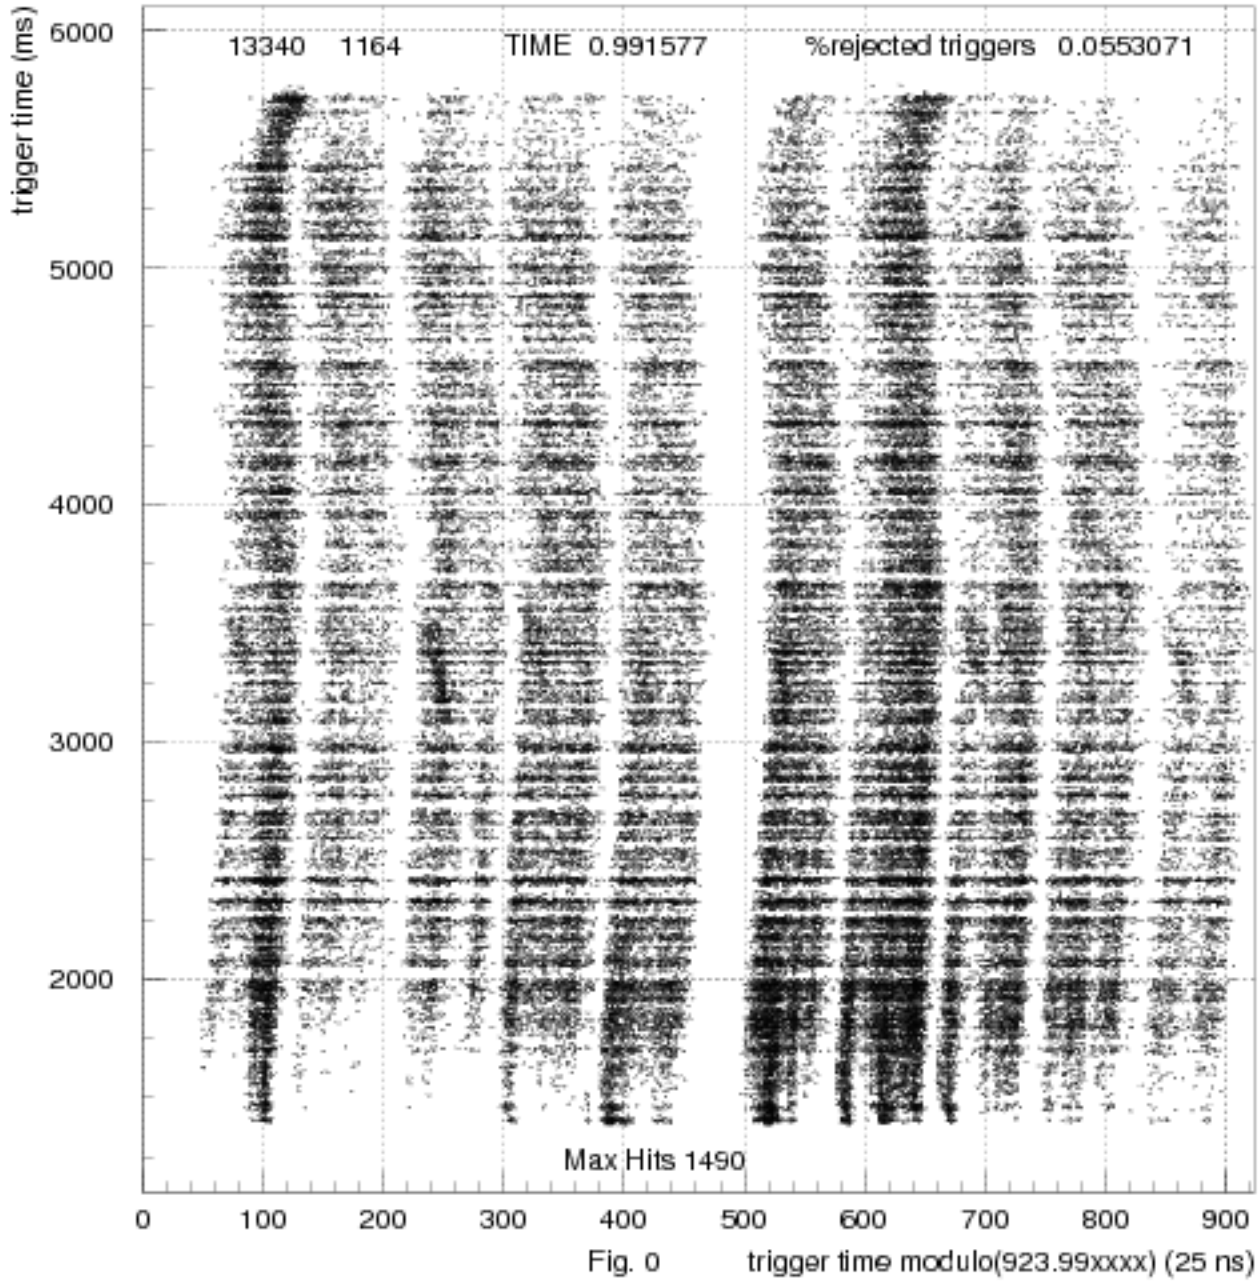 trigger time (ms)
6000
13340 1164 TIME 0.991577 %rejected triggers 0.0553071
5000
4000
3000
2000
Max Hits 1490
0 100 200 300 400 500 600 700 800 900
Fig. 0 trigger time modulo(923.99xxxx) (25 ns)